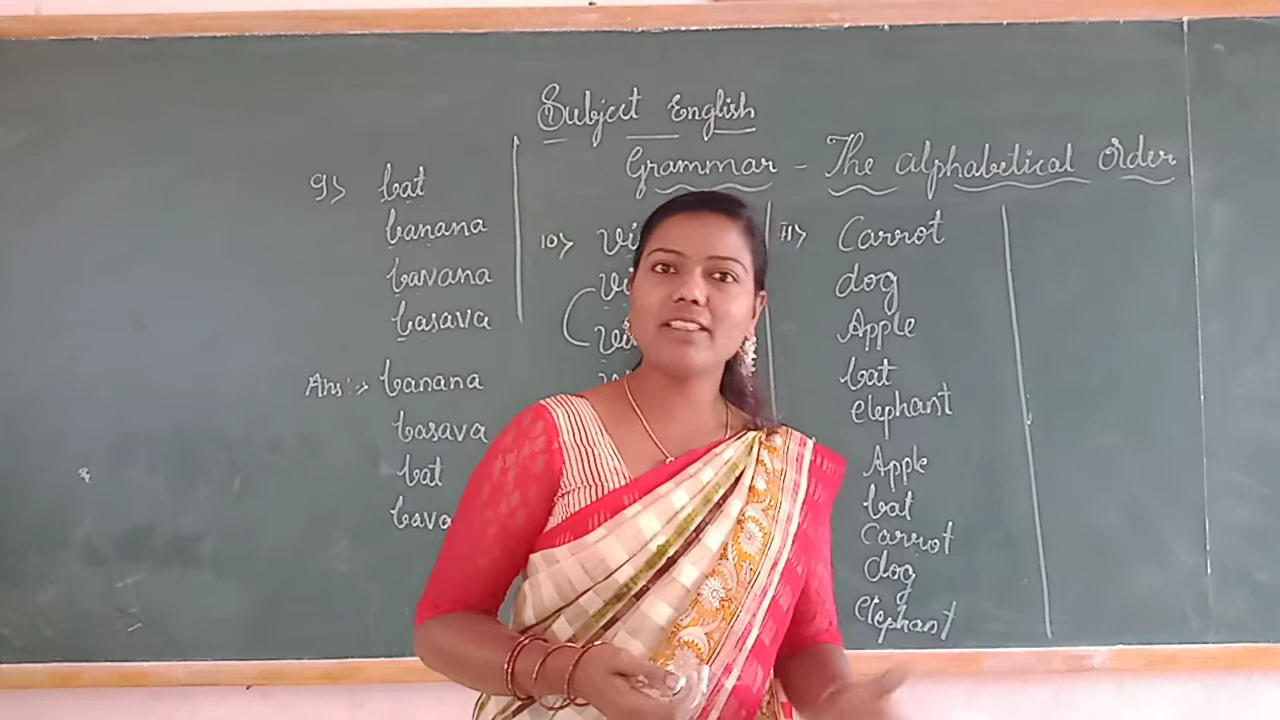 Subject English
Grammar - The alphabetical Order
9> bat
banana
bavana
basava
Ans:-> banana
basava
bat
10>
11> Carrot
dog
Apple
bat
elephant
Apple
bat
Carrot
dog
elephant